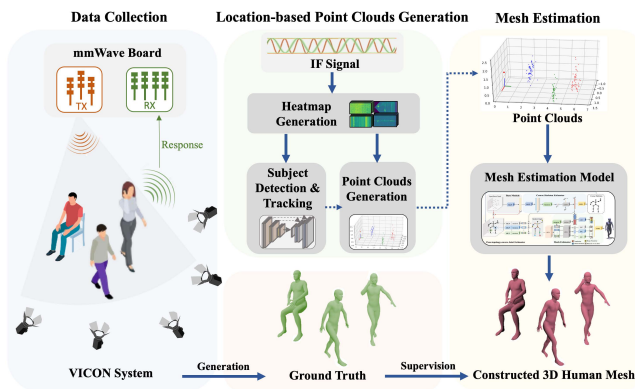 Data Collection
mmWave Board
TX
RX
Response
VICON System
Location-based Point Clouds Generation
IF Signal
Heatmap
Generation
Subject
Detection &
Tracking
Point Clouds
Generation
Generation
Ground Truth
Supervision
Mesh Estimation
Point Clouds
Mesh Estimation Model
Constructed 3D Human Mesh